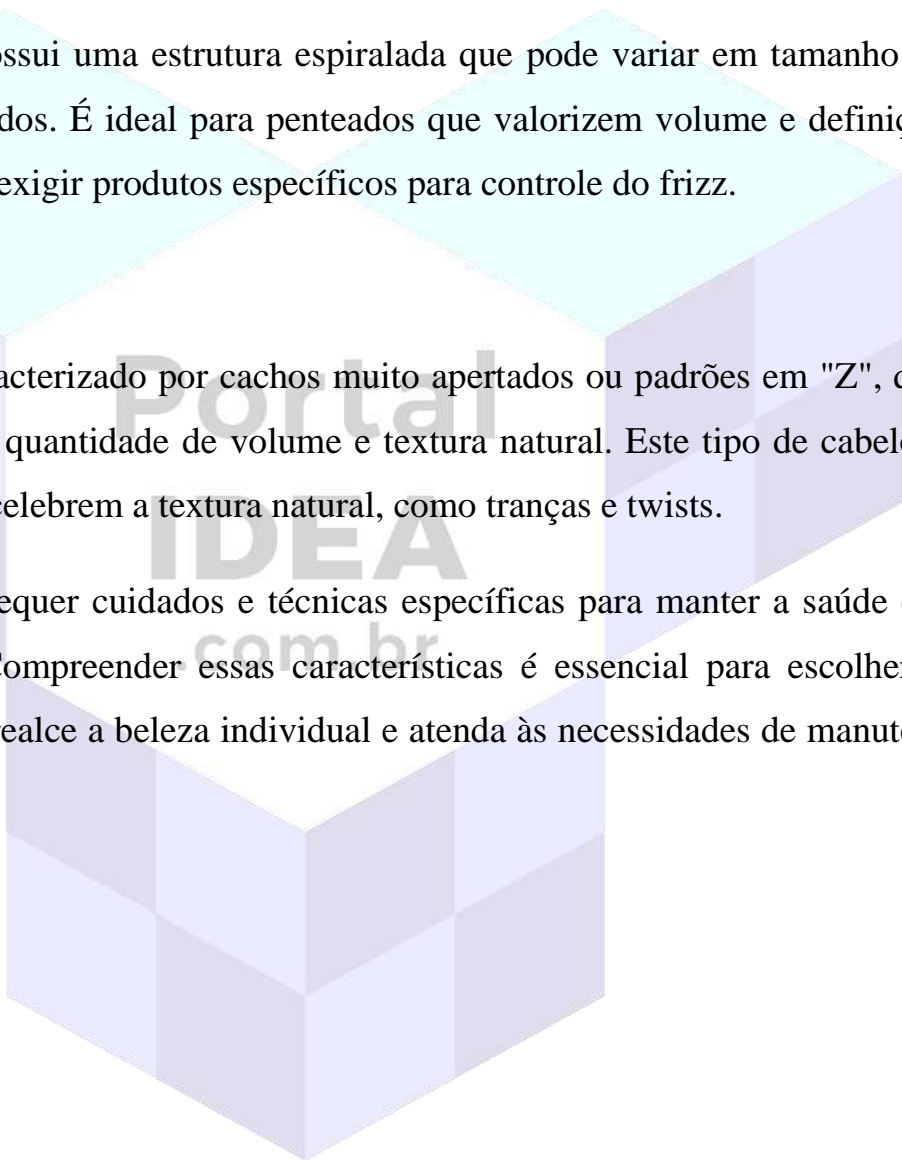 ssui uma estrutura espiralada que pode variar em tamanho
dos. É ideal para penteados que valorizem volume e definiç
exigir produtos específicos para controle do frizz.
acterizado por cachos muito apertados ou padrões em "Z",
quantidade de volume e textura natural. Este tipo de cabel
celebrem a textura natural, como tranças e twists.
equer cuidados e técnicas específicas para manter a saúde
Compreender essas características é essencial para escolher
realce a beleza individual e atenda às necessidades de manut
Portal
IDEA
.com.br